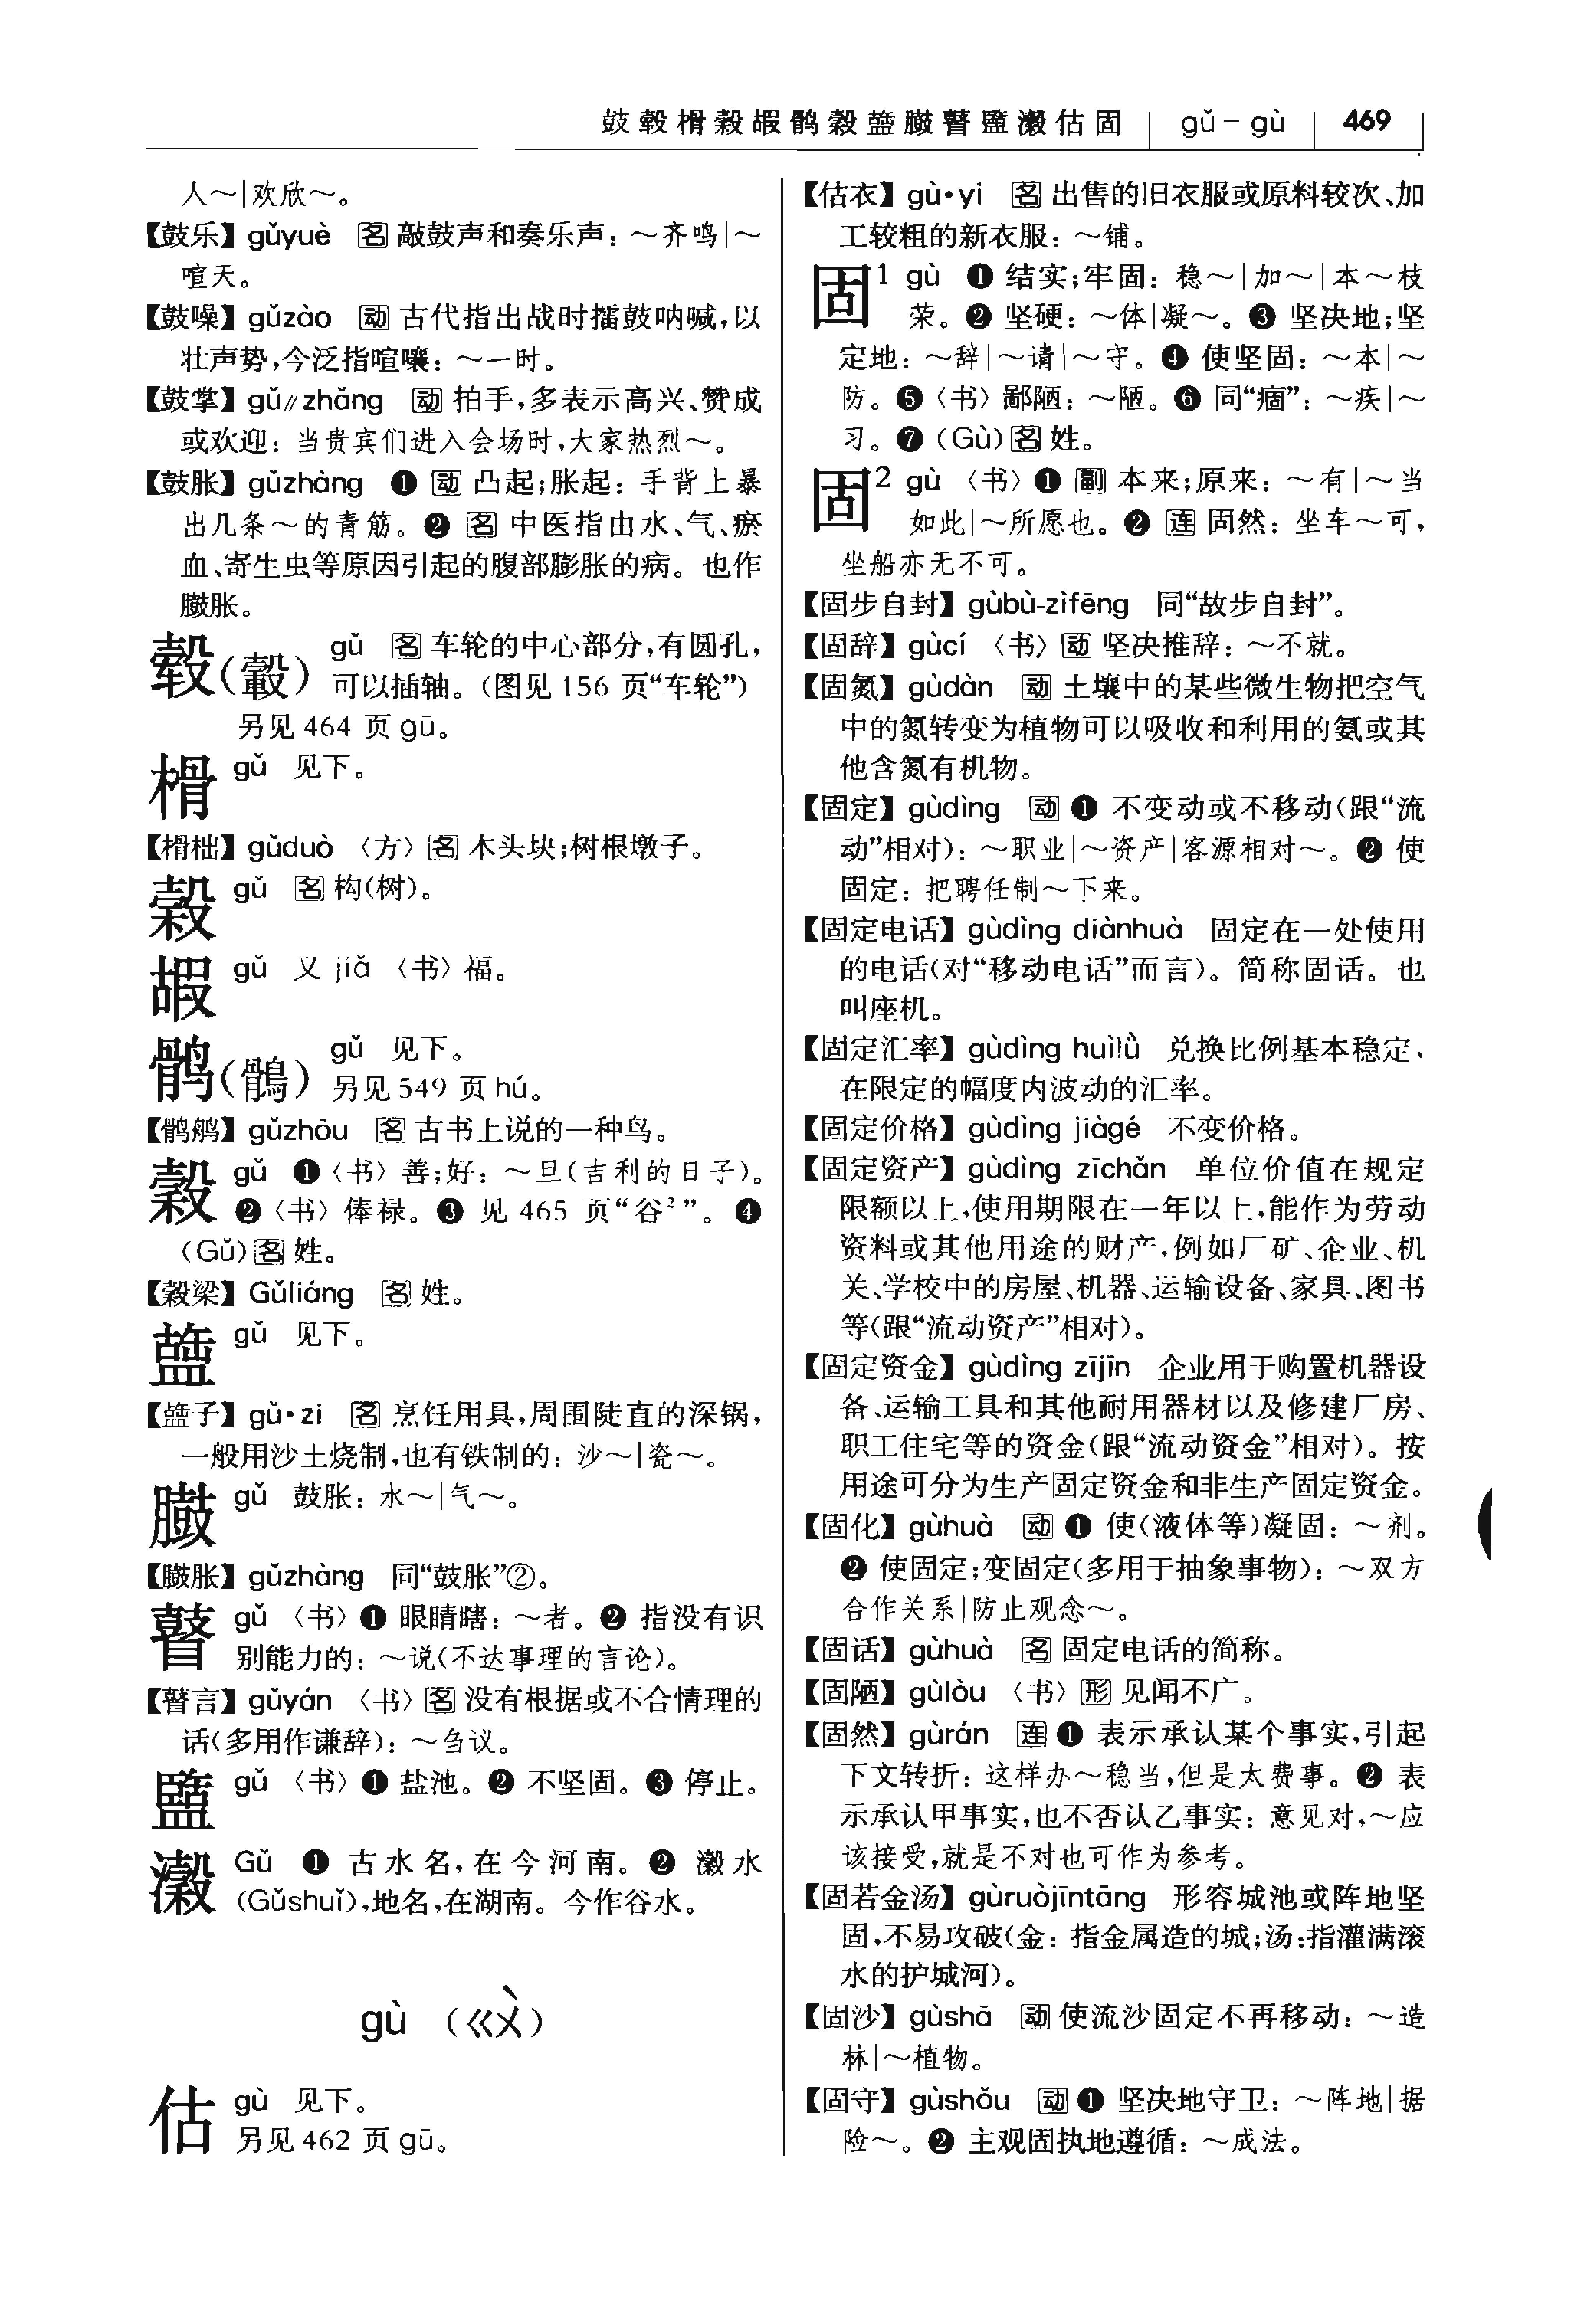 鼓毂榾榖嘏鹘穀盬臌瞽盬瀔估固 gǔ－gù 469
人～|欢欣～。
【鼓乐】gǔyuè 名 敲鼓声和奏乐声：～齐鸣|～
喧天。
【鼓噪】gǔzào 动 古代指出战时擂鼓呐喊，以
壮声势，今泛指喧嚷：～一时。
【鼓掌】gǔ∥zhǎng 动 拍手，多表示高兴、赞成
或欢迎：当贵宾们进入会场时，大家热烈～。
【鼓胀】gǔzhàng ❶ 动 凸起；胀起：手背上暴
出几条～的青筋。❷ 名 中医指由水、气、瘀
血、寄生虫等原因引起的腹部膨胀的病。也作
臌胀。
毂(轂) gǔ 名 车轮的中心部分，有圆孔，
可以插轴。(图见 156 页“车轮”)
另见 464 页 gū。
榾 gǔ 见下。
【榾柮】gǔduò 〈方〉名 木头块；树根墩子。
榖 gǔ 名 构(树)。
嘏 gǔ 又 jiǎ 〈书〉福。
鹘(鶻) gǔ 见下。
另见 549 页 hú。
【鹘鸼】gǔzhōu 名 古书上说的一种鸟。
穀 gǔ ❶〈书〉善；好：～旦(吉利的日子)。
❷〈书〉俸禄。❸ 见 465 页“谷²”。❹
(Gǔ)名 姓。
【穀梁】Gǔliáng 名 姓。
䀇 gǔ 见下。
【䀇子】gǔ·zi 名 烹饪用具，周围陡直的深锅，
一般用沙土烧制，也有铁制的：沙～|瓷～。
臌 gǔ 鼓胀：水～|气～。
【臌胀】gǔzhàng 同“鼓胀”②。
瞽 gǔ 〈书〉❶ 眼睛瞎：～者。❷ 指没有识
别能力的：～说(不达事理的言论)。
【瞽言】gǔyán 〈书〉名 没有根据或不合情理的
话(多用作谦辞)：～刍议。
盬 gǔ 〈书〉❶ 盐池。❷ 不坚固。❸ 停止。
瀔 Gǔ ❶ 古水名，在今河南。❷ 瀔水
(Gǔshuǐ)，地名，在湖南。今作谷水。
gù (ㄍㄨˋ)
估 gù 见下。
另见 462 页 gū。
【估衣】gù·yi 名 出售的旧衣服或原料较次、加
工较粗的新衣服：～铺。
固¹ gù ❶ 结实；牢固：稳～|加～|本～枝
荣。❷ 坚硬：～体|凝～。❸ 坚决地；坚
定地：～辞|～请|～守。❹ 使坚固：～本|～
防。❺〈书〉鄙陋：～陋。❻ 同“痼”：～疾|～
习。❼ (Gù)名 姓。
固² gù 〈书〉❶ 副 本来；原来：～有|～当
如此|～所愿也。❷ 连 固然：坐车～可，
坐船亦无不可。
【固步自封】gùbù-zìfēng 同“故步自封”。
【固辞】gùcí 〈书〉动 坚决推辞：～不就。
【固氮】gùdàn 动 土壤中的某些微生物把空气
中的氮转变为植物可以吸收和利用的氨或其
他含氮有机物。
【固定】gùdìng 动 ❶ 不变动或不移动(跟“流
动”相对)：～职业|～资产|客源相对～。❷ 使
固定：把聘任制～下来。
【固定电话】gùdìng diànhuà 固定在一处使用
的电话(对“移动电话”而言)。简称固话。也
叫座机。
【固定汇率】gùdìng huìlǜ 兑换比例基本稳定，
在限定的幅度内波动的汇率。
【固定价格】gùdìng jiàgé 不变价格。
【固定资产】gùdìng zīchǎn 单位价值在规定
限额以上，使用期限在一年以上，能作为劳动
资料或其他用途的财产，例如厂矿、企业、机
关、学校中的房屋、机器、运输设备、家具、图书
等(跟“流动资产”相对)。
【固定资金】gùdìng zījīn 企业用于购置机器设
备、运输工具和其他耐用器材以及修建厂房、
职工住宅等的资金(跟“流动资金”相对)。按
用途可分为生产固定资金和非生产固定资金。
【固化】gùhuà 动 ❶ 使(液体等)凝固：～剂。
❷ 使固定；变固定(多用于抽象事物)：～双方
合作关系|防止观念～。
【固话】gùhuà 名 固定电话的简称。
【固陋】gùlòu 〈书〉形 见闻不广。
【固然】gùrán 连 ❶ 表示承认某个事实，引起
下文转折：这样办～稳当，但是太费事。❷ 表
示承认甲事实，也不否认乙事实：意见对，～应
该接受，就是不对也可作为参考。
【固若金汤】gùruòjīntāng 形容城池或阵地坚
固，不易攻破(金：指金属造的城；汤：指灌满滚
水的护城河)。
【固沙】gùshā 动 使流沙固定不再移动：～造
林|～植物。
【固守】gùshǒu 动 ❶ 坚决地守卫：～阵地|据
险～。❷ 主观固执地遵循：～成法。